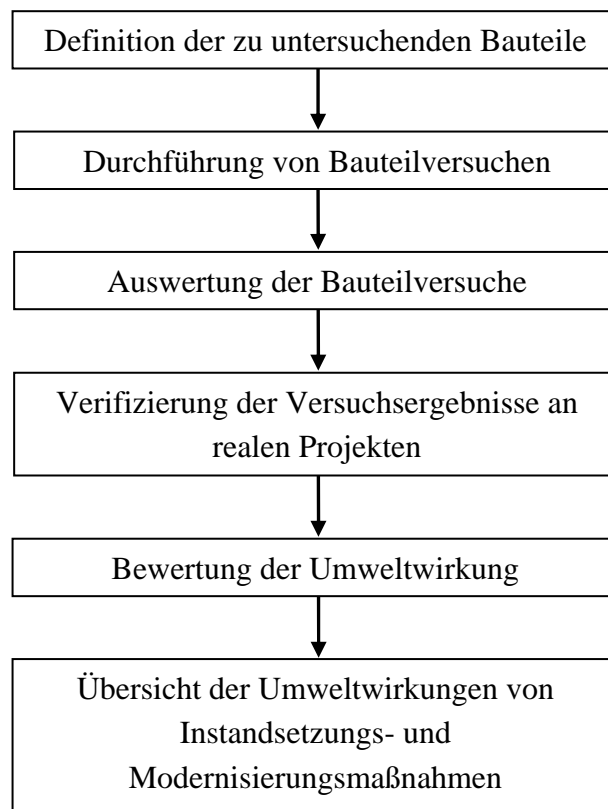 Definition der zu untersuchenden Bauteile
Durchführung von Bauteilversuchen
Auswertung der Bauteilversuche
Verifizierung der Versuchsergebnisse an
realen Projekten
Bewertung der Umweltwirkung
Übersicht der Umweltwirkungen von
Instandsetzungs- und
Modernisierungsmaßnahmen